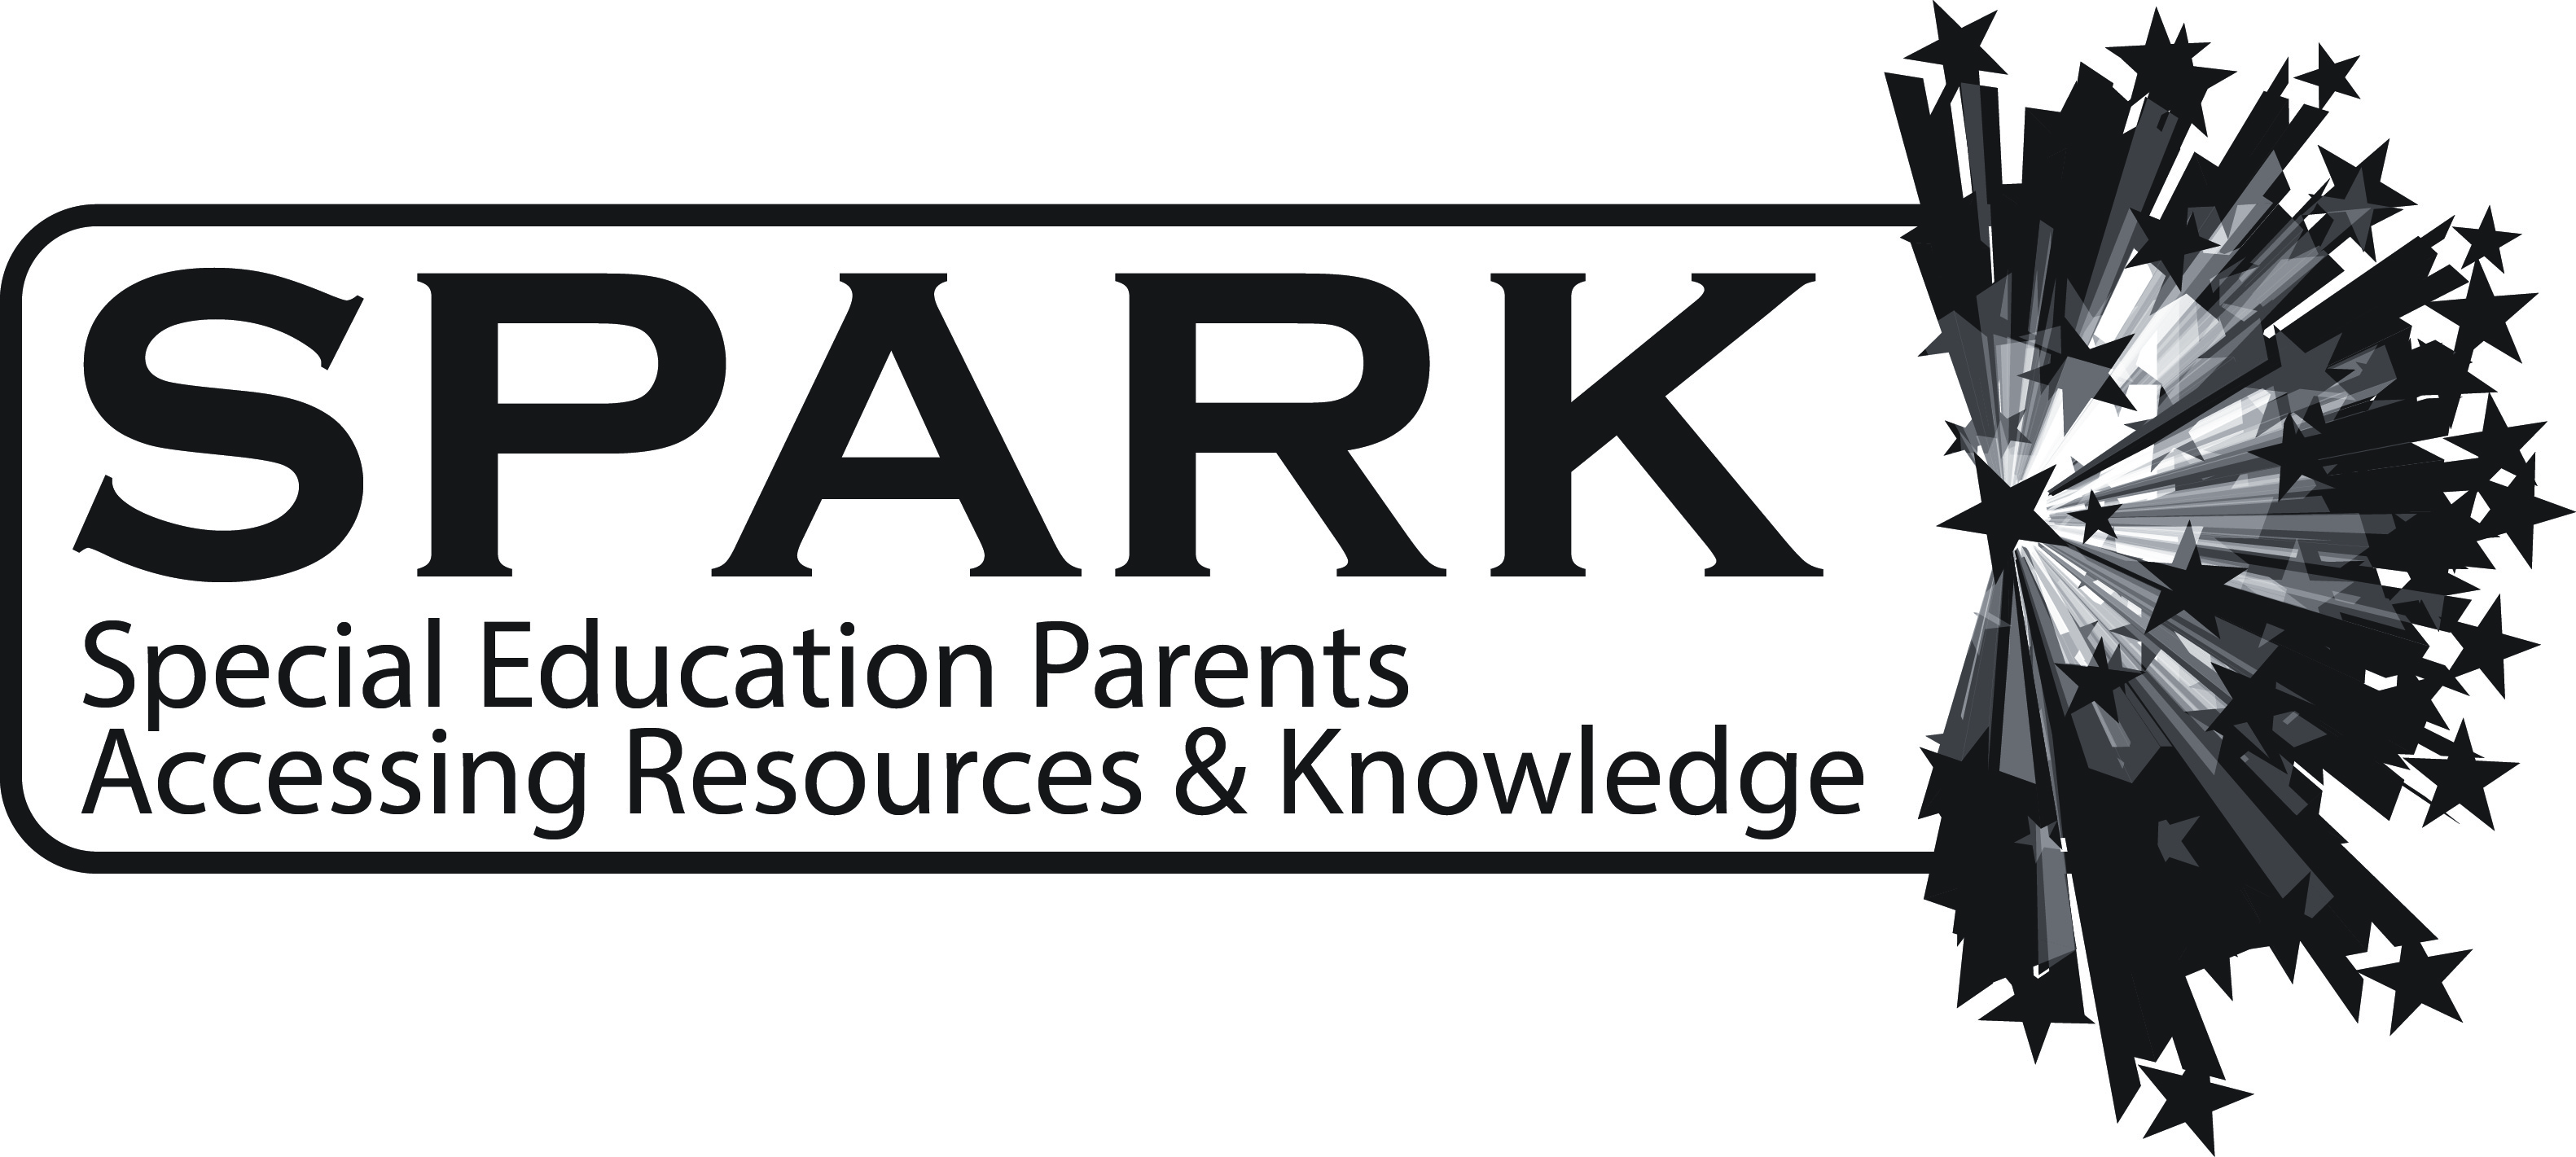 SPARK
Special Education Parents
Accessing Resources & Knowledge